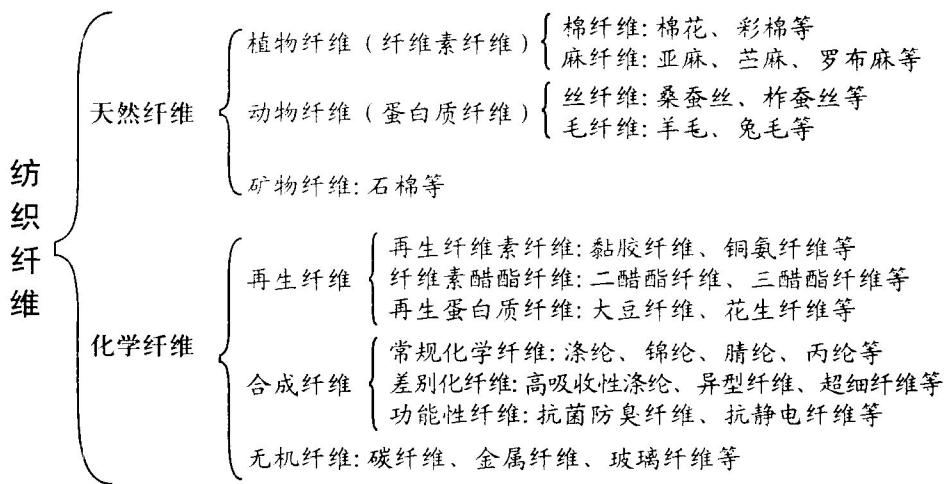 纺织纤维
天然纤维
植物纤维（纤维素纤维）
棉纤维: 棉花、彩棉等
麻纤维: 亚麻、苎麻、罗布麻等
动物纤维（蛋白质纤维）
丝纤维: 桑蚕丝、柞蚕丝等
毛纤维: 羊毛、兔毛等
矿物纤维: 石棉等
化学纤维
再生纤维
再生纤维素纤维: 黏胶纤维、铜氨纤维等
纤维素醋酯纤维: 二醋酯纤维、三醋酯纤维等
再生蛋白质纤维: 大豆纤维、花生纤维等
合成纤维
常规化学纤维: 涤纶、锦纶、腈纶、丙纶等
差别化纤维: 高吸收性涤纶、异型纤维、超细纤维等
功能性纤维: 抗菌防臭纤维、抗静电纤维等
无机纤维: 碳纤维、金属纤维、玻璃纤维等